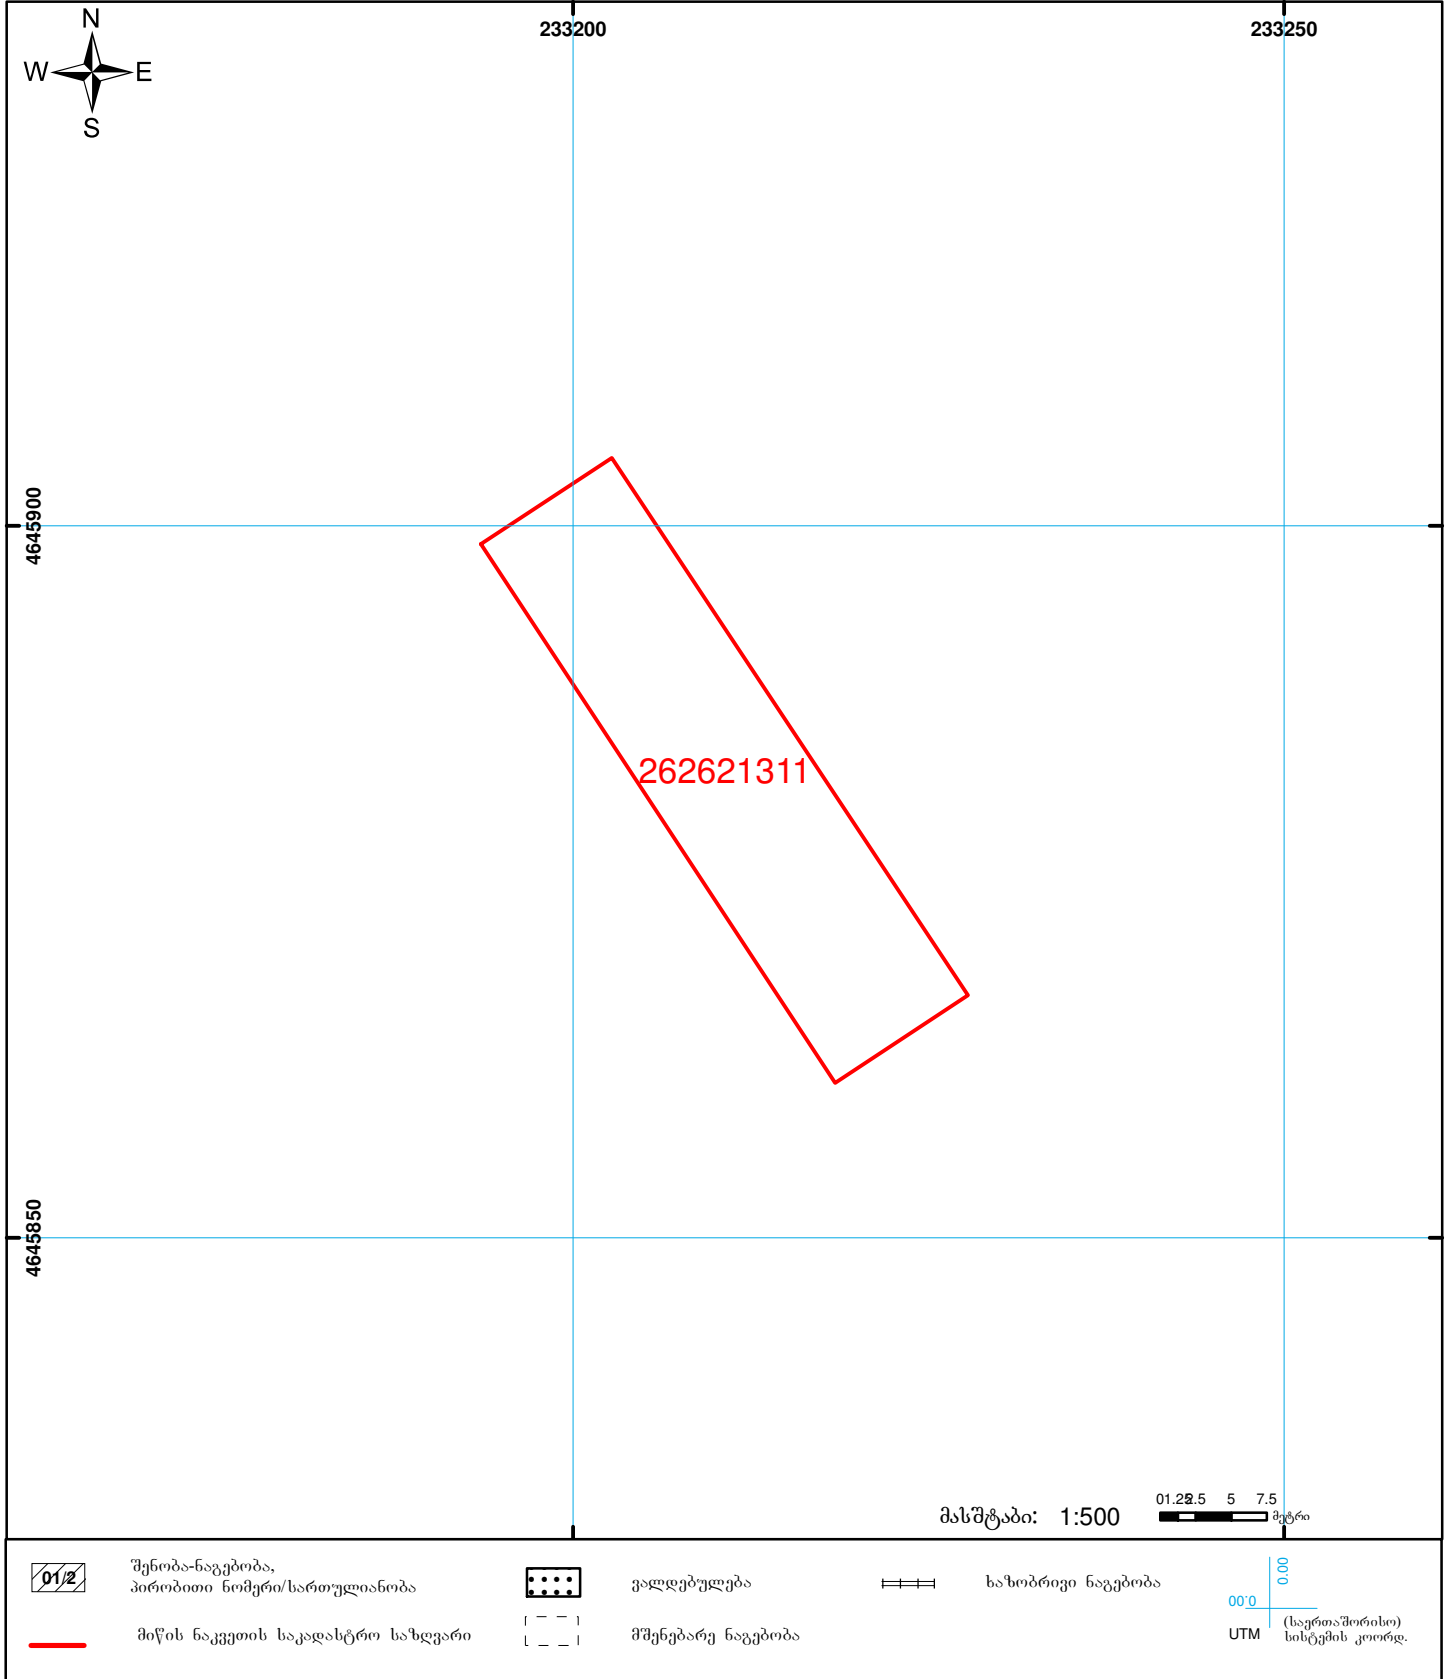 N
W E
S
233200
233250
4645900
4645850
262621311
მასშტაბი: 1:500
01.252.5 5 7.5
მეტრი
01/2
შენობა-ნაგებობა,
პირობითი ნომერი/სართულიანობა
მიწის ნაკვეთის საკადასტრო საზღვარი
ვალდებულება
მშენებარე ნაგებობა
ხაზობრივი ნაგებობა
0.00
0.00
UTM
(საერთაშორისო)
სისტემის კოორდ.